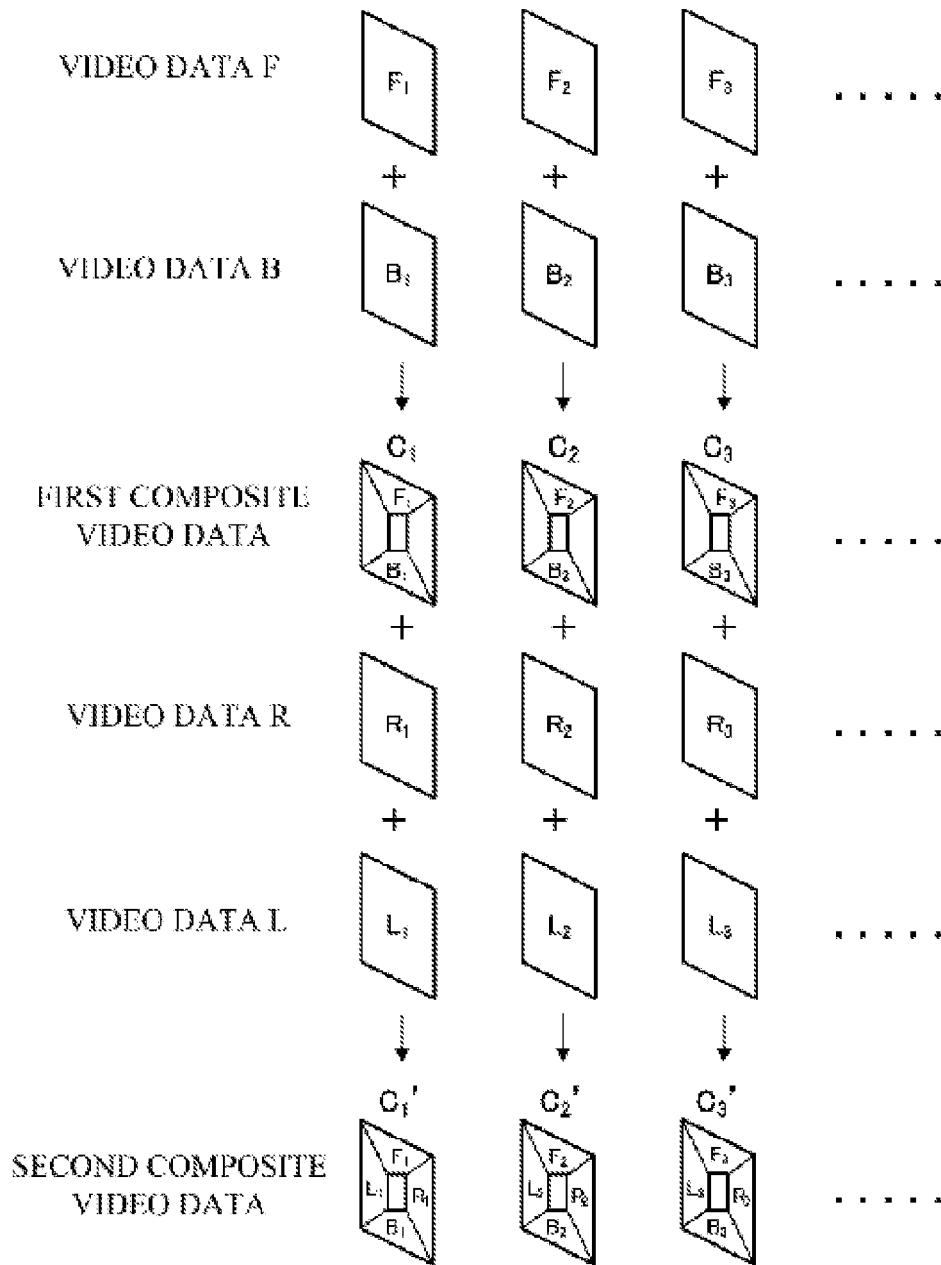 VIDEO DATA F F₁ F₂ F₃ . . . . .
+ + +
VIDEO DATA B B₁ B₂ B₃ . . . . .
C₁ C₂ C₃
FIRST COMPOSITE
VIDEO DATA . . . . .
F₁ F₂ F₃
B₁ B₂ B₃
+ + +
VIDEO DATA R R₁ R₂ R₃ . . . . .
+ + +
VIDEO DATA L L₁ L₂ L₃ . . . . .
C₁' C₂' C₃'
SECOND COMPOSITE
VIDEO DATA . . . . .
F₁ F₂ F₃
L₁ R₁ L₂ R₂ L₃ R₃
B₁ B₂ B₃